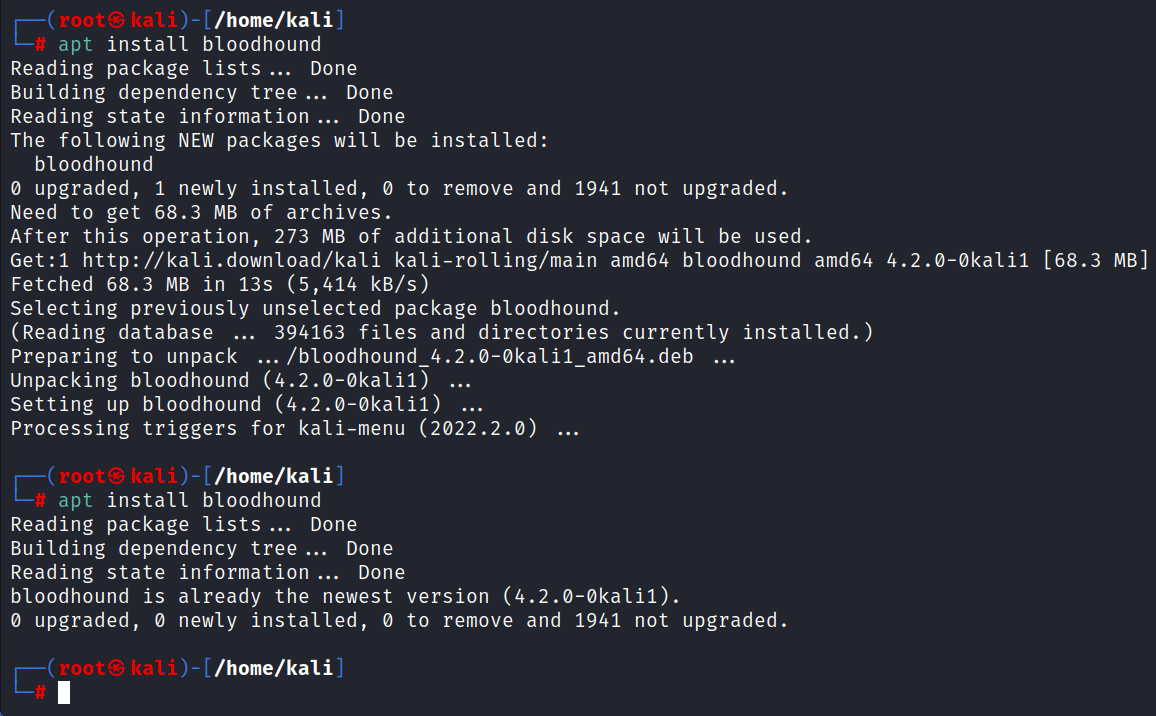 ┌──(root㉿kali)-[/home/kali]
└─# apt install bloodhound
Reading package lists... Done
Building dependency tree... Done
Reading state information... Done
The following NEW packages will be installed:
  bloodhound
0 upgraded, 1 newly installed, 0 to remove and 1941 not upgraded.
Need to get 68.3 MB of archives.
After this operation, 273 MB of additional disk space will be used.
Get:1 http://kali.download/kali kali-rolling/main amd64 bloodhound amd64 4.2.0-0kali1 [68.3 MB]
Fetched 68.3 MB in 13s (5,414 kB/s)
Selecting previously unselected package bloodhound.
(Reading database ... 394163 files and directories currently installed.)
Preparing to unpack .../bloodhound_4.2.0-0kali1_amd64.deb ...
Unpacking bloodhound (4.2.0-0kali1) ...
Setting up bloodhound (4.2.0-0kali1) ...
Processing triggers for kali-menu (2022.2.0) ...

┌──(root㉿kali)-[/home/kali]
└─# apt install bloodhound
Reading package lists... Done
Building dependency tree... Done
Reading state information... Done
bloodhound is already the newest version (4.2.0-0kali1).
0 upgraded, 0 newly installed, 0 to remove and 1941 not upgraded.

┌──(root㉿kali)-[/home/kali]
└─#